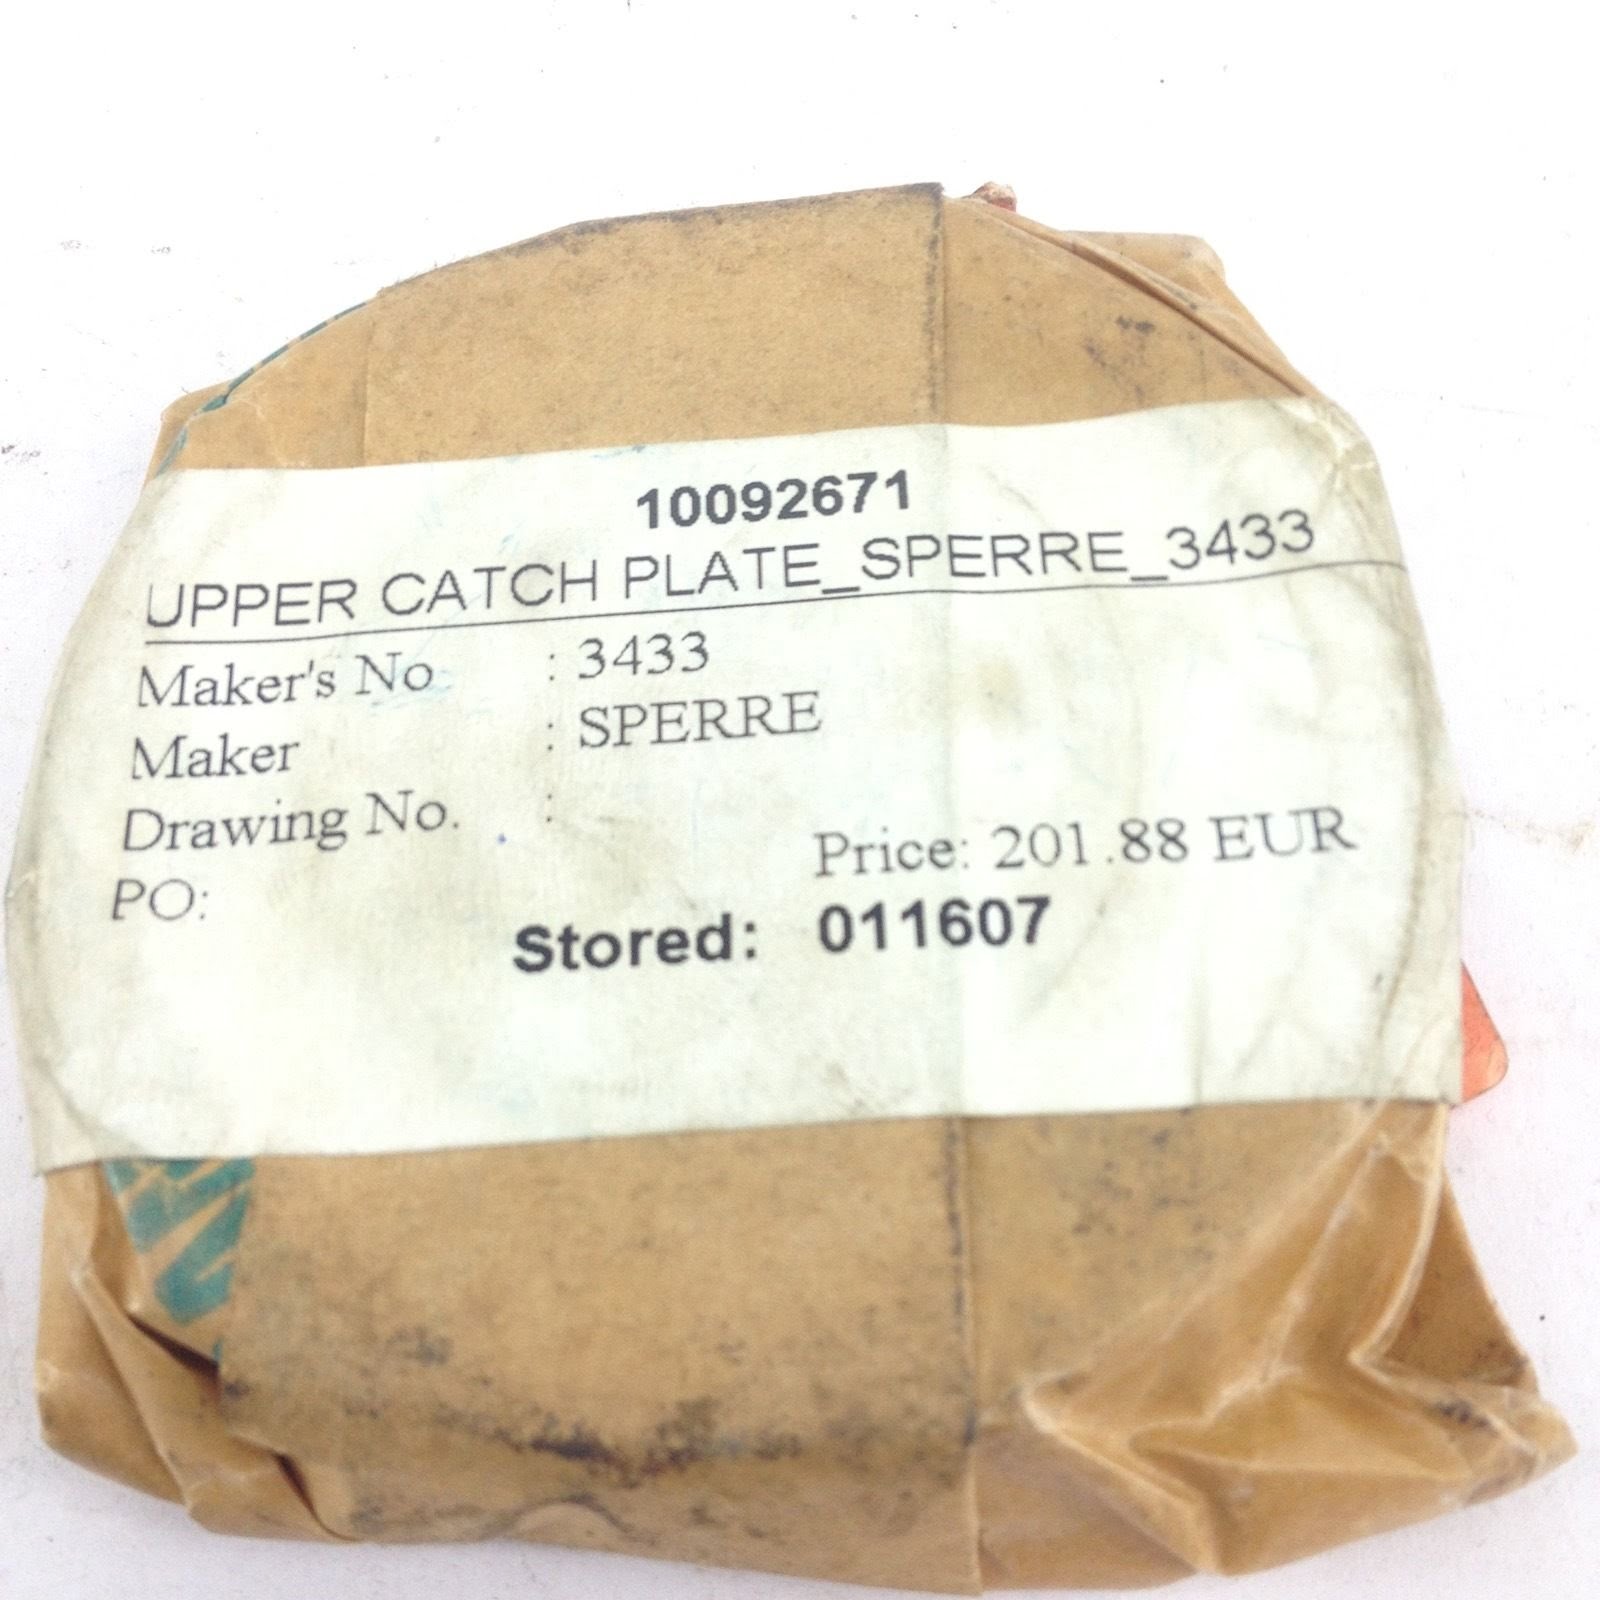 10092671
UPPER CATCH PLATE_SPERRE_3433
Maker's No : 3433
Maker : SPERRE
Drawing No. :
Price: 201.88 EUR
PO:
Stored: 011607